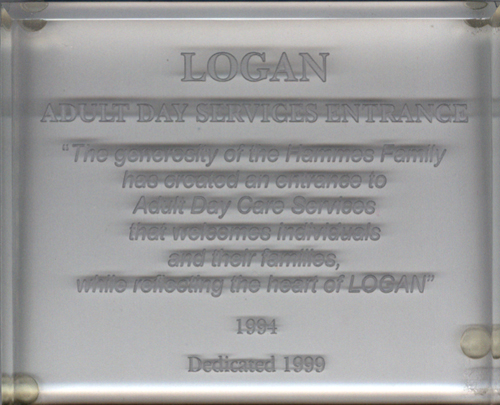 LOGAN
ADULT DAY SERVICES ENTRANCE
"The generosity of the Hammes Family
has created an entrance to
Adult Day Care Services
that welcomes individuals
and their families,
while reflecting the heart of LOGAN"
1994
Dedicated 1999